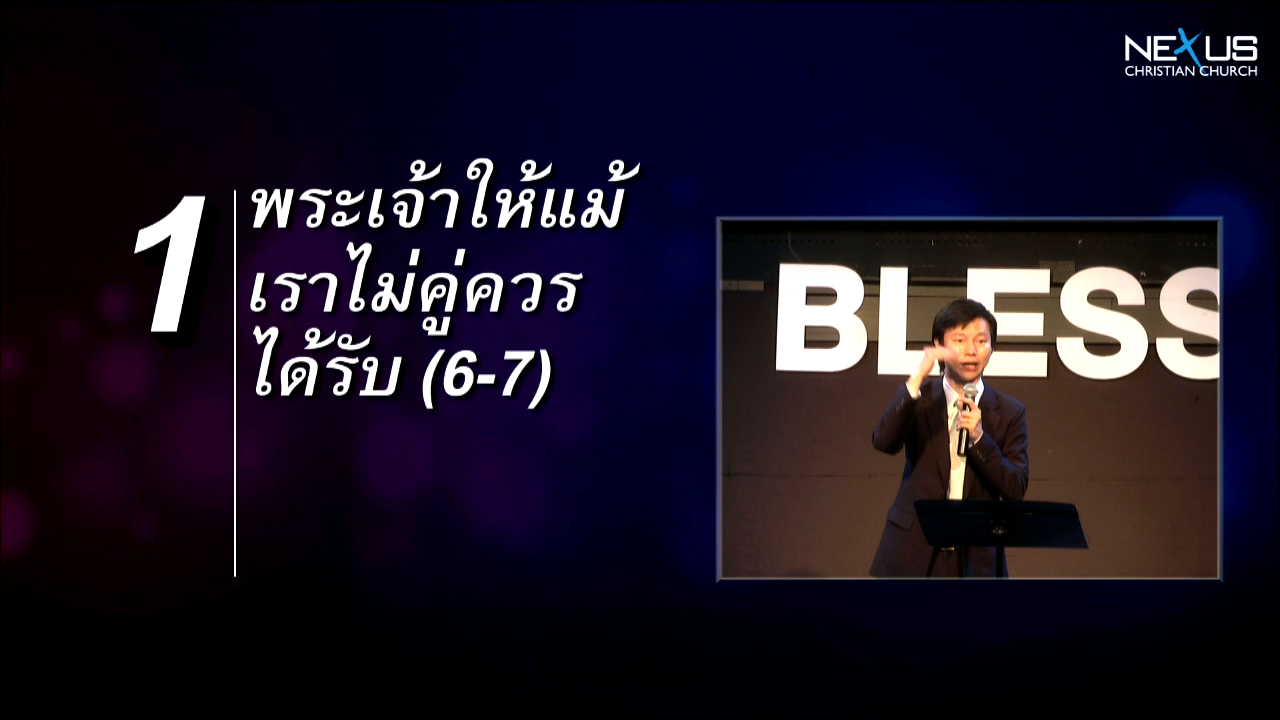 NEXUS
CHRISTIAN CHURCH
1
พระเจ้าให้แม้
เราไม่คู่ควร
ได้รับ (6-7)
BLESS